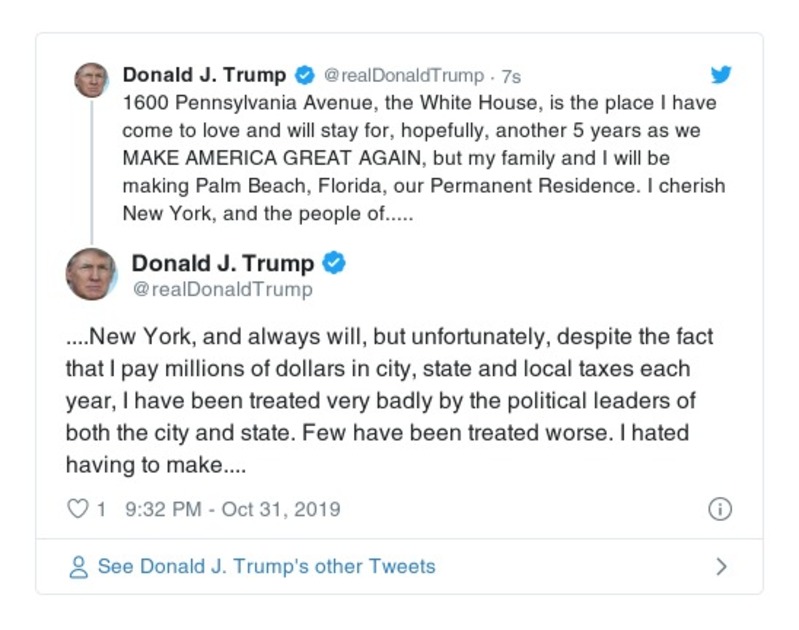 Donald J. Trump @realDonaldTrump · 7s
1600 Pennsylvania Avenue, the White House, is the place I have
come to love and will stay for, hopefully, another 5 years as we
MAKE AMERICA GREAT AGAIN, but my family and I will be
making Palm Beach, Florida, our Permanent Residence. I cherish
New York, and the people of.....
Donald J. Trump
@realDonaldTrump
....New York, and always will, but unfortunately, despite the fact
that I pay millions of dollars in city, state and local taxes each
year, I have been treated very badly by the political leaders of
both the city and state. Few have been treated worse. I hated
having to make....
1 9:32 PM - Oct 31, 2019
See Donald J. Trump's other Tweets